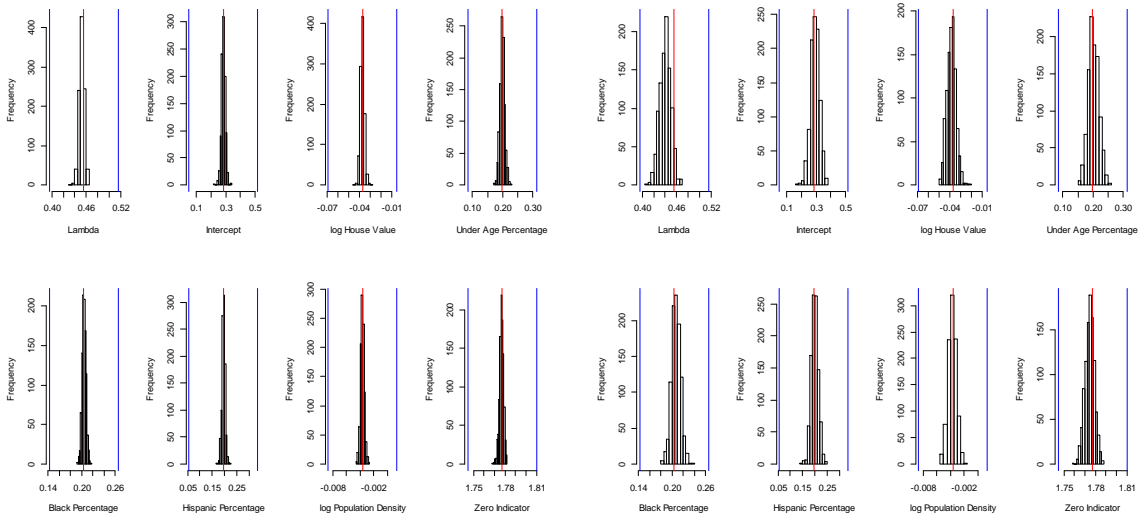 Frequency
0 100 200 300 400
0.40 0.46 0.52
Lambda
Frequency
0 50 100 150 200 250 300
0.1 0.3 0.5
Intercept
Frequency
0 100 200 300 400
-0.07 -0.04 -0.01
log House Value
Frequency
0 50 100 150 200 250
0.10 0.20 0.30
Under Age Percentage
Frequency
0 50 100 150 200
0.40 0.46 0.52
Lambda
Frequency
0 50 100 150 200 250
0.1 0.3 0.5
Intercept
Frequency
0 50 100 150 200
-0.07 -0.04 -0.01
log House Value
Frequency
0 50 100 150 200
0.10 0.20 0.30
Under Age Percentage
Frequency
0 50 100 150 200
0.14 0.20 0.26
Black Percentage
Frequency
0 50 100 150 200 250 300
0.05 0.15 0.25
Hispanic Percentage
Frequency
0 50 100 150 200 250 300
-0.008 -0.002
log Population Density
Frequency
0 50 100 150 200
1.75 1.78 1.81
Zero Indicator
Frequency
0 50 100 150 200 250
0.14 0.20 0.26
Black Percentage
Frequency
0 50 100 150 200 250
0.05 0.15 0.25
Hispanic Percentage
Frequency
0 50 100 150 200 250 300
-0.008 -0.002
log Population Density
Frequency
0 50 100 150
1.75 1.78 1.81
Zero Indicator